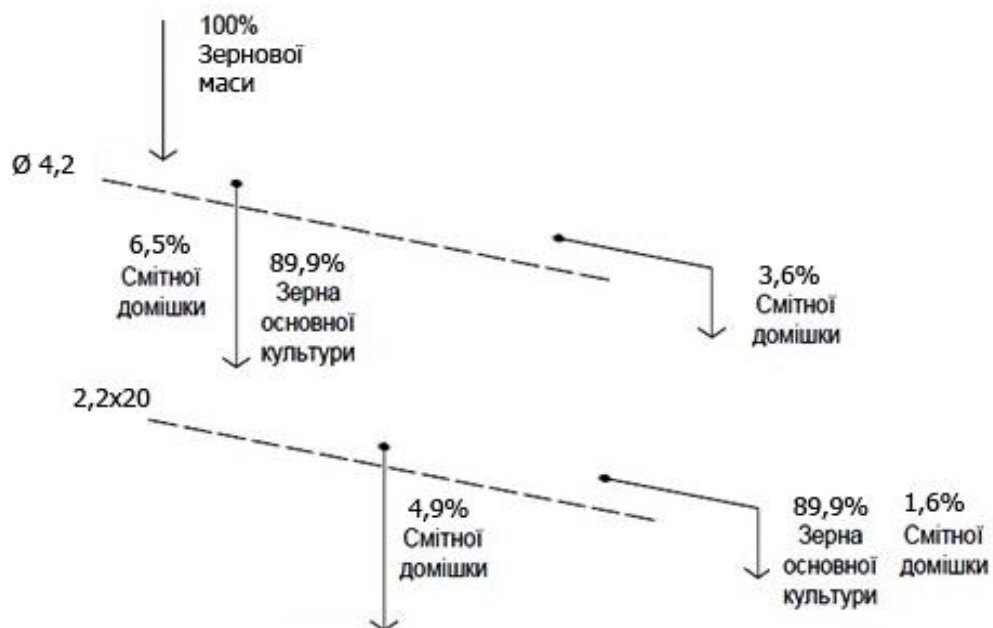 100%
Зернової
маси
Ø 4,2
6,5%
Смітної
домішки
89,9%
Зерна
основної
культури
3,6%
Смітної
домішки
2,2x20
4,9%
Смітної
домішки
89,9%
Зерна
основної
культури
1,6%
Смітної
домішки